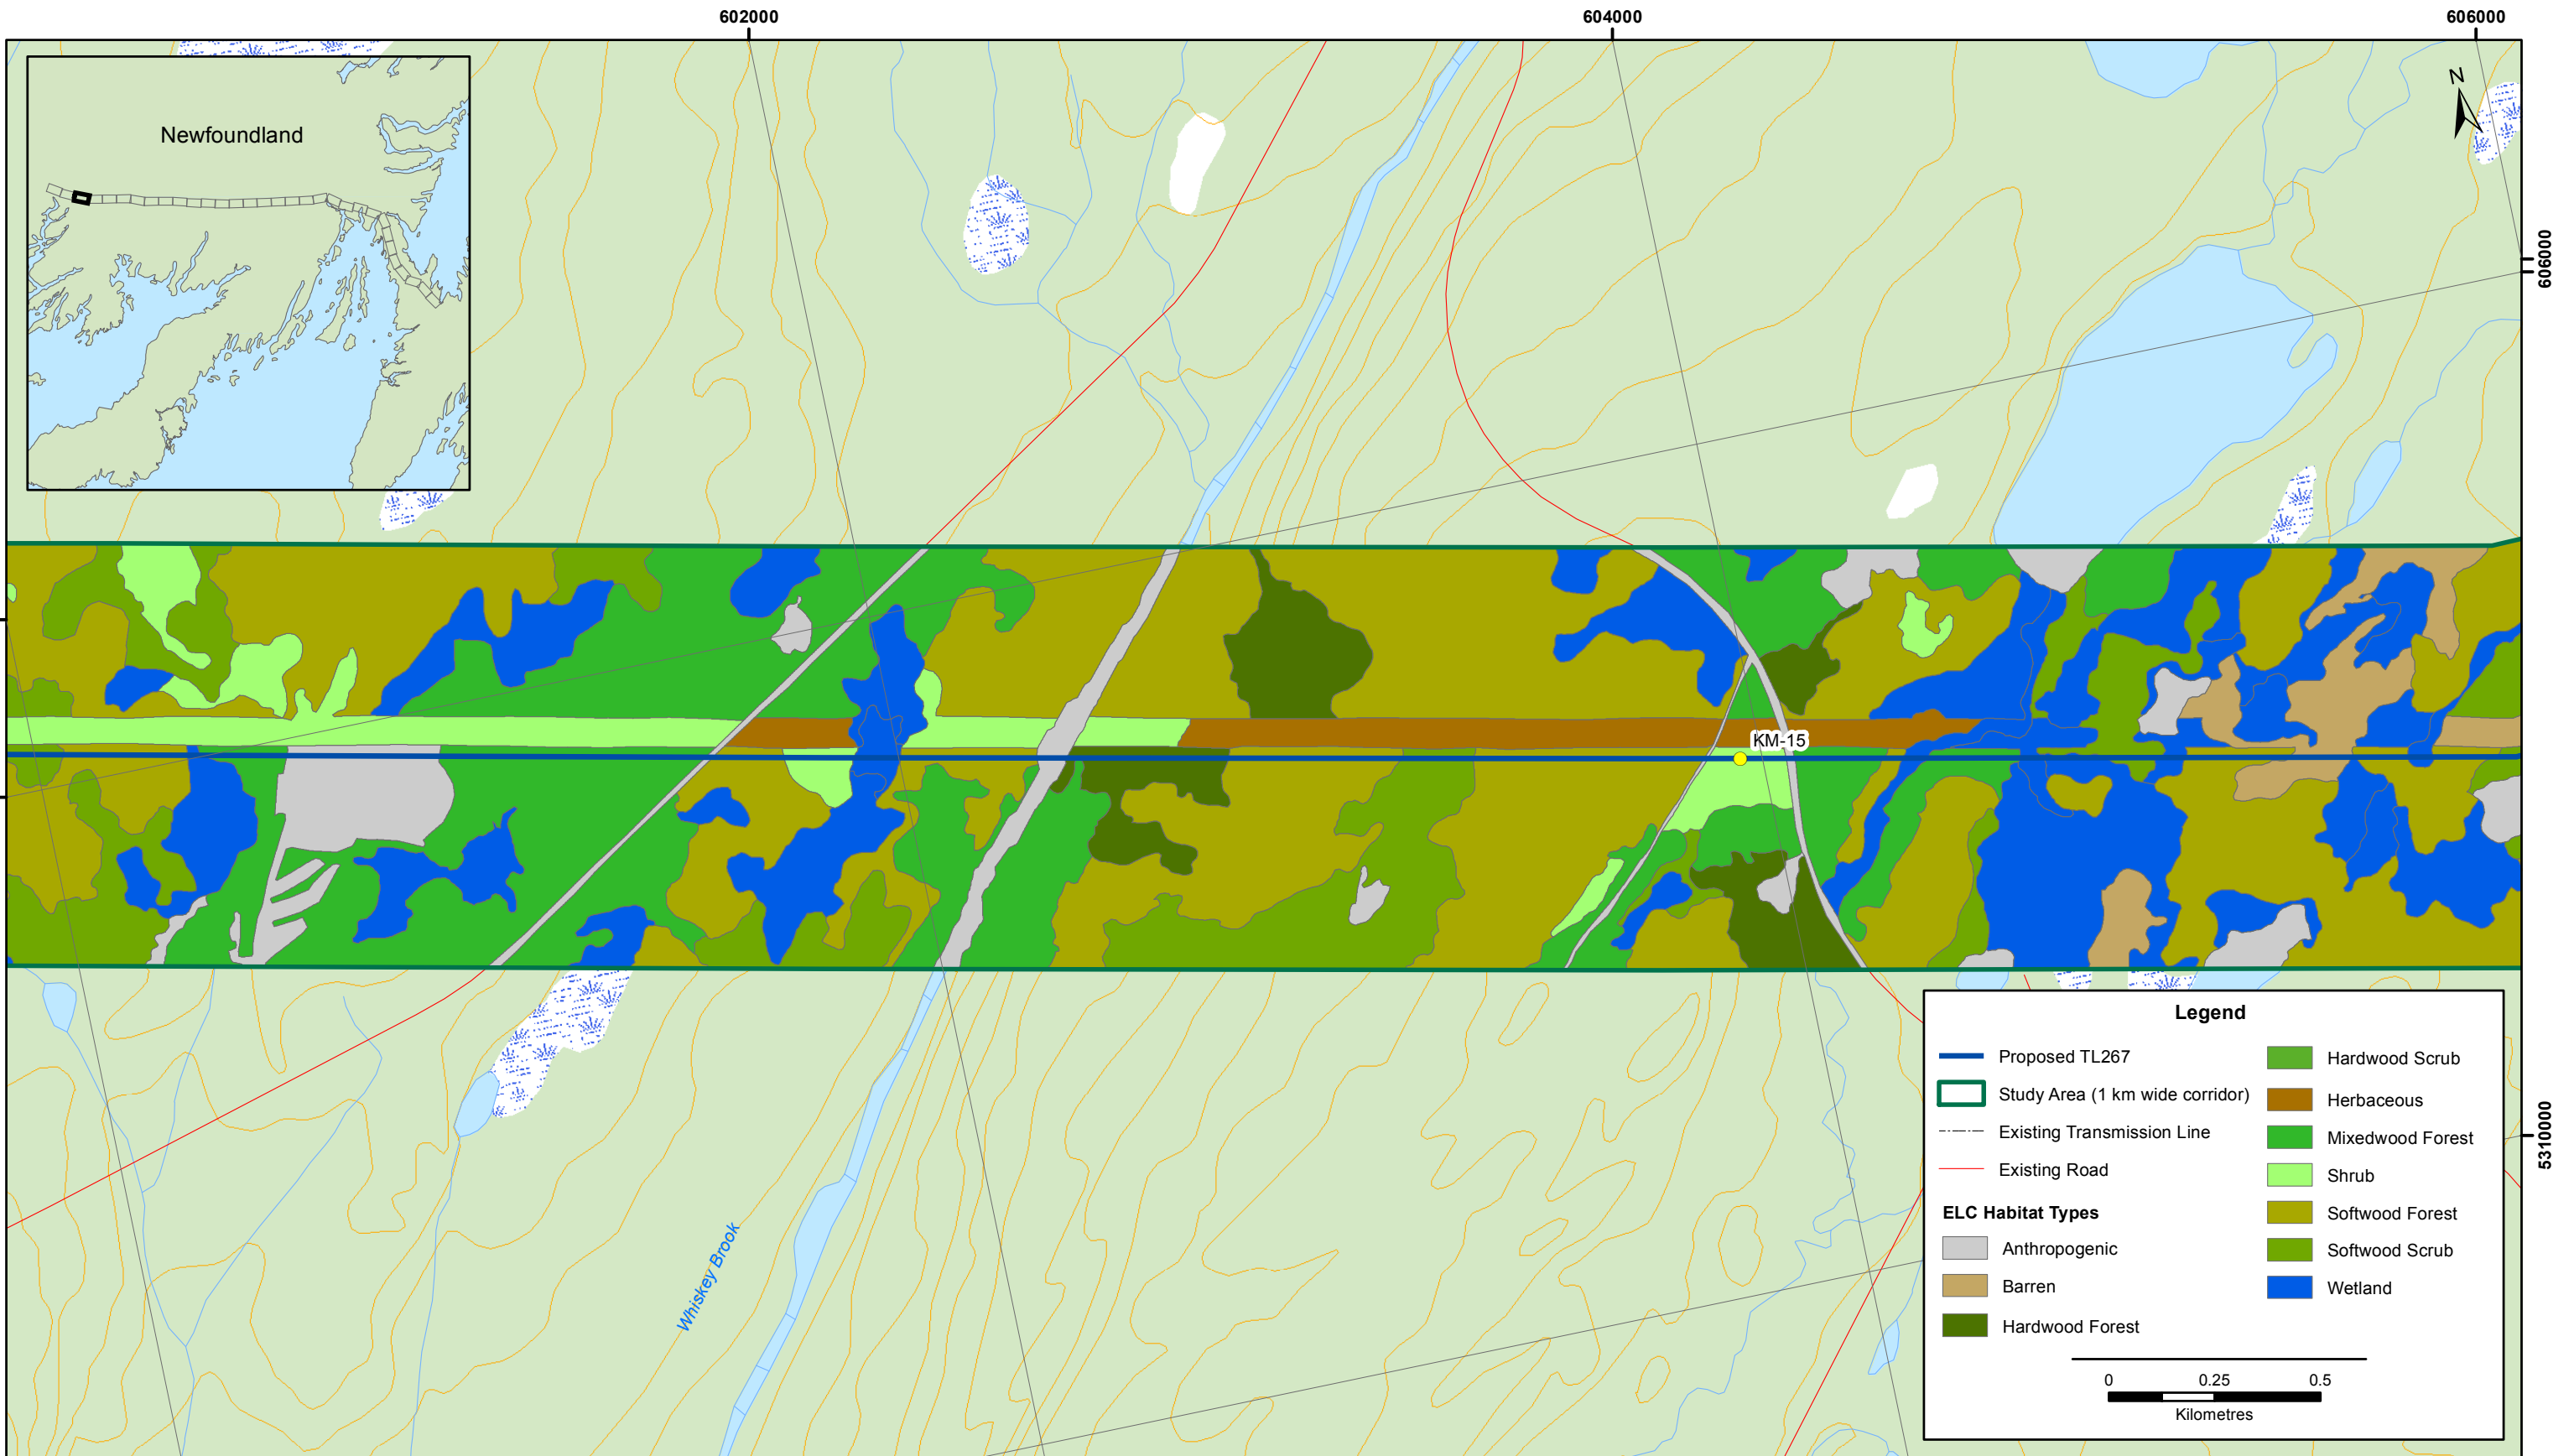 602000
604000
606000
N
Newfoundland
606000
KM-15
5310000
Whiskey Brook
Legend
Proposed TL267
Study Area (1 km wide corridor)
Existing Transmission Line
Existing Road
ELC Habitat Types
Anthropogenic
Barren
Hardwood Forest
Hardwood Scrub
Herbaceous
Mixedwood Forest
Shrub
Softwood Forest
Softwood Scrub
Wetland
0 0.25 0.5
Kilometres